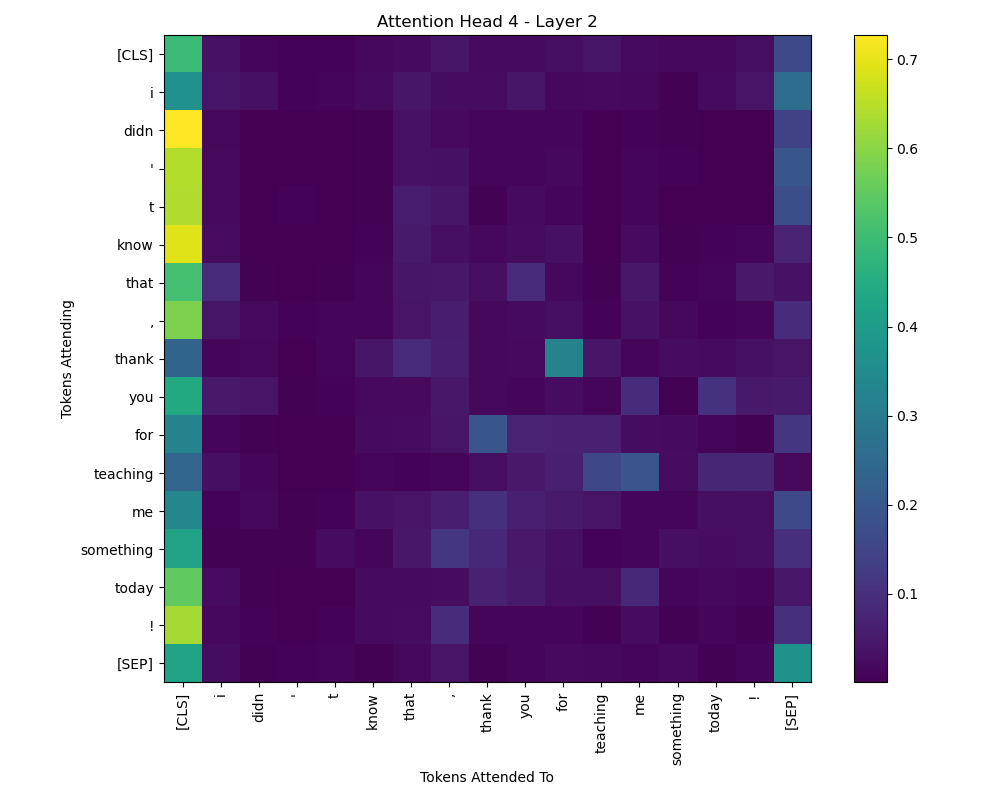 Attention Head 4 - Layer 2
[CLS]
i
didn
'
t
know
that
,
thank
you
for
teaching
me
something
today
!
[SEP]
Tokens Attending
[CLS]
i
didn
'
t
know
that
,
thank
you
for
teaching
me
something
today
!
[SEP]
Tokens Attended To
0.7
0.6
0.5
0.4
0.3
0.2
0.1